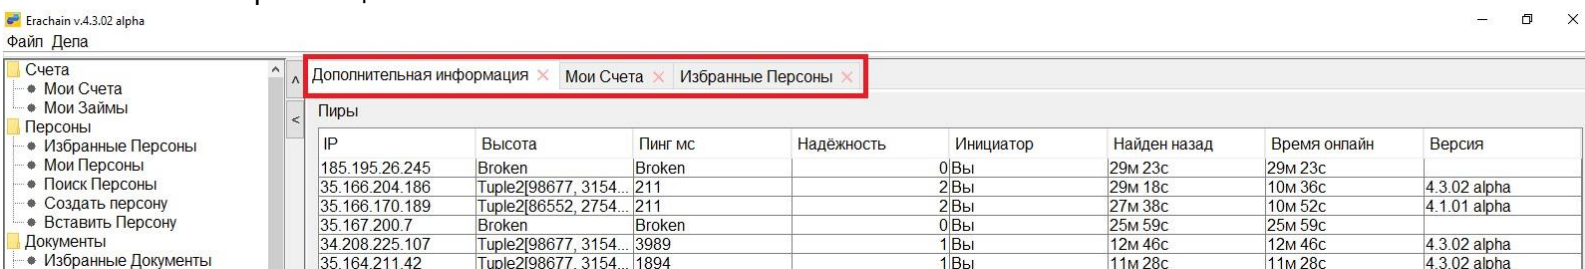 Erachain v.4.3.02 alpha
Файл Дела
Счета
Мои Счета
Мои Займы
Персоны
Избранные Персоны
Мои Персоны
Поиск Персоны
Создать персону
Вставить Персону
Документы
Избранные Документы
Дополнительная информация Мои Счета Избранные Персоны
Пиры
IP Высота Пинг мс Надёжность Инициатор Найден назад Время онлайн Версия
185.195.26.245 Broken Broken 0 Вы 29м 23с 29м 23с
35.166.204.186 Tuple2[98677, 3154... 211 2 Вы 29м 18с 10м 36с 4.3.02 alpha
35.166.170.189 Tuple2[86552, 2754... 211 2 Вы 27м 38с 10м 52с 4.1.01 alpha
35.167.200.7 Broken Broken 0 Вы 25м 59с 25м 59с
34.208.225.107 Tuple2[98677, 3154... 3989 1 Вы 12м 46с 12м 46с 4.3.02 alpha
35.164.211.42 Tuple2[98677, 3154... 1894 1 Вы 11м 28с 11м 28с 4.3.02 alpha